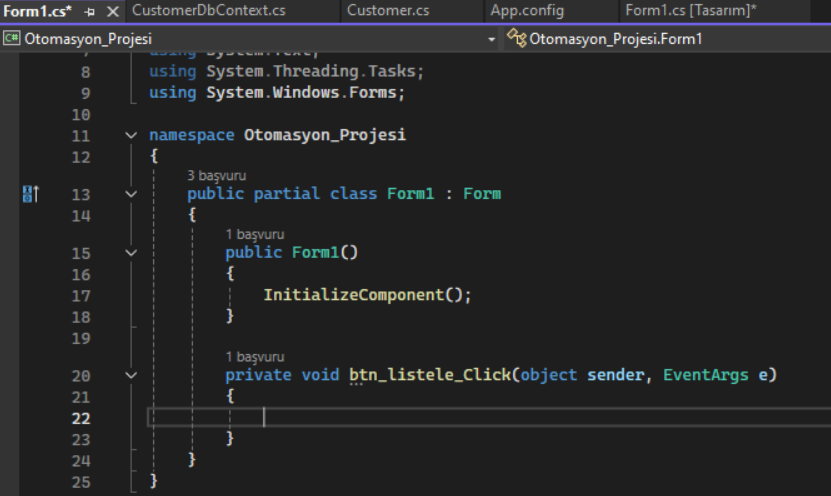 Form1.cs* CustomerDbContext.cs Customer.cs App.config Form1.cs [Tasarım]*
C# Otomasyon_Projesi Otomasyon_Projesi.Form1
7 using System.Text;
8 using System.Threading.Tasks;
9 using System.Windows.Forms;
10
11 namespace Otomasyon_Projesi
12 {
3 başvuru
13 public partial class Form1 : Form
14 {
1 başvuru
15 public Form1()
16 {
17 InitializeComponent();
18 }
19
1 başvuru
20 private void btn_listele_Click(object sender, EventArgs e)
21 {
22
23 }
24 }
25 }